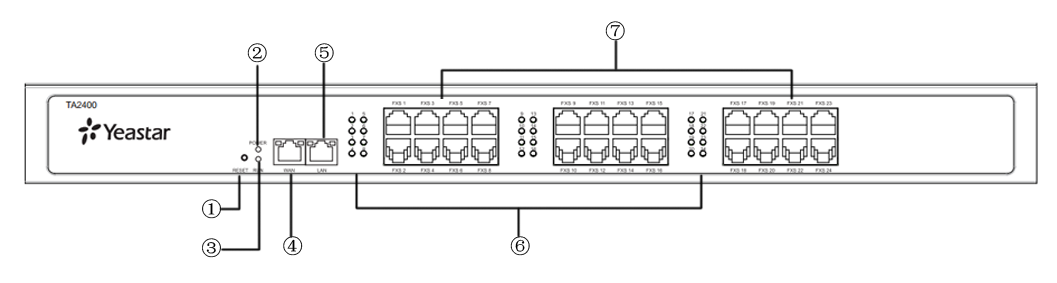 ⑦
② ⑤
TA2400
FXS 1 FXS 3 FXS 5 FXS 7
FXS 9 FXS 11 FXS 13 FXS 15
FXS 17 FXS 19 FXS 21 FXS 23
Yeastar
POWER
RESET RUN WAN LAN
FXS 2 FXS 4 FXS 6 FXS 8
FXS 10 FXS 12 FXS 14 FXS 16
FXS 18 FXS 20 FXS 22 FXS 24
①
③ ④ ⑥